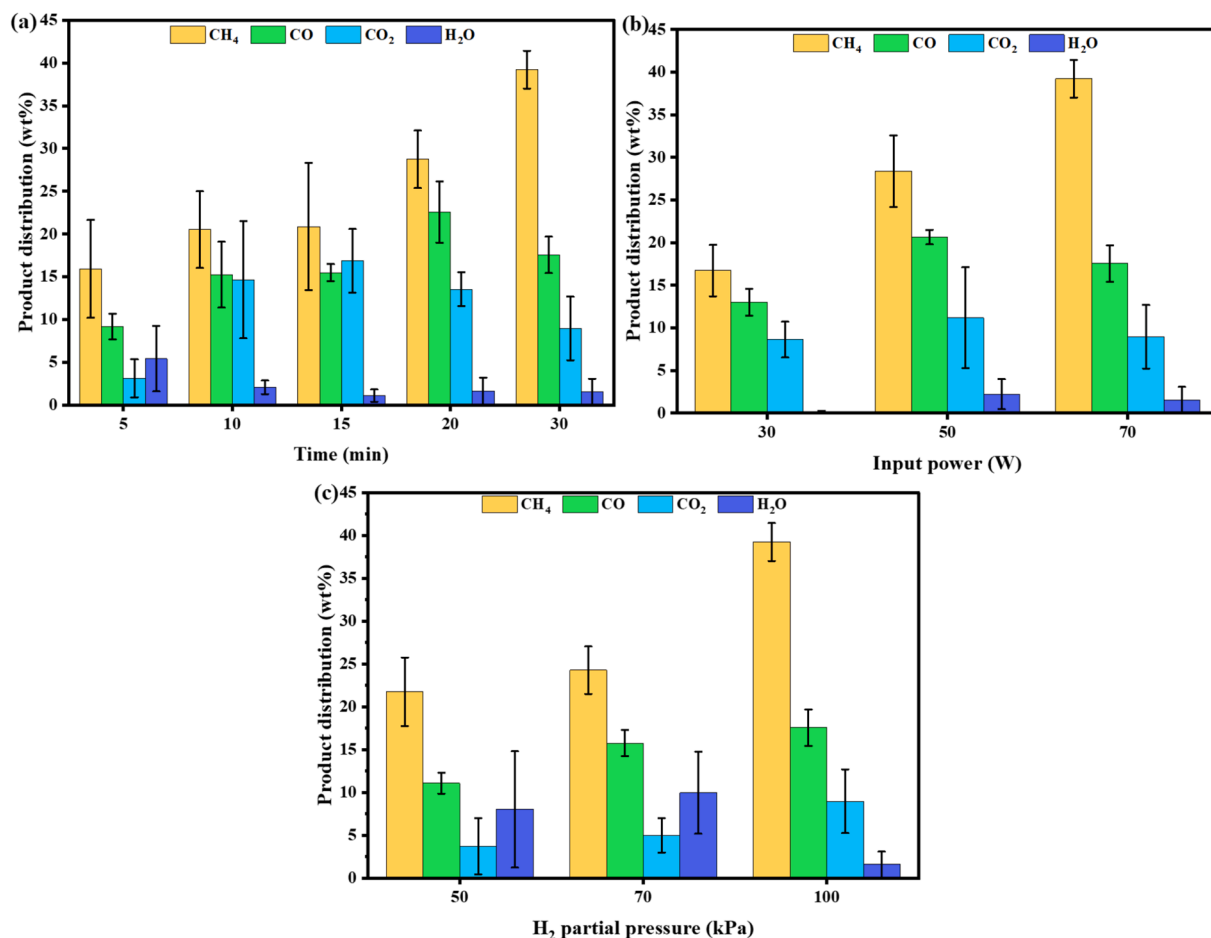 (a)
CH₄ CO CO₂ H₂O
45
40
35
30
25
20
15
10
5
0
Product distribution (wt%)
5 10 15 20 30
Time (min)
(b)
CH₄ CO CO₂ H₂O
45
40
35
30
25
20
15
10
5
0
Product distribution (wt%)
30 50 70
Input power (W)
(c)
CH₄ CO CO₂ H₂O
45
40
35
30
25
20
15
10
5
0
Product distribution (wt%)
50 70 100
H₂ partial pressure (kPa)